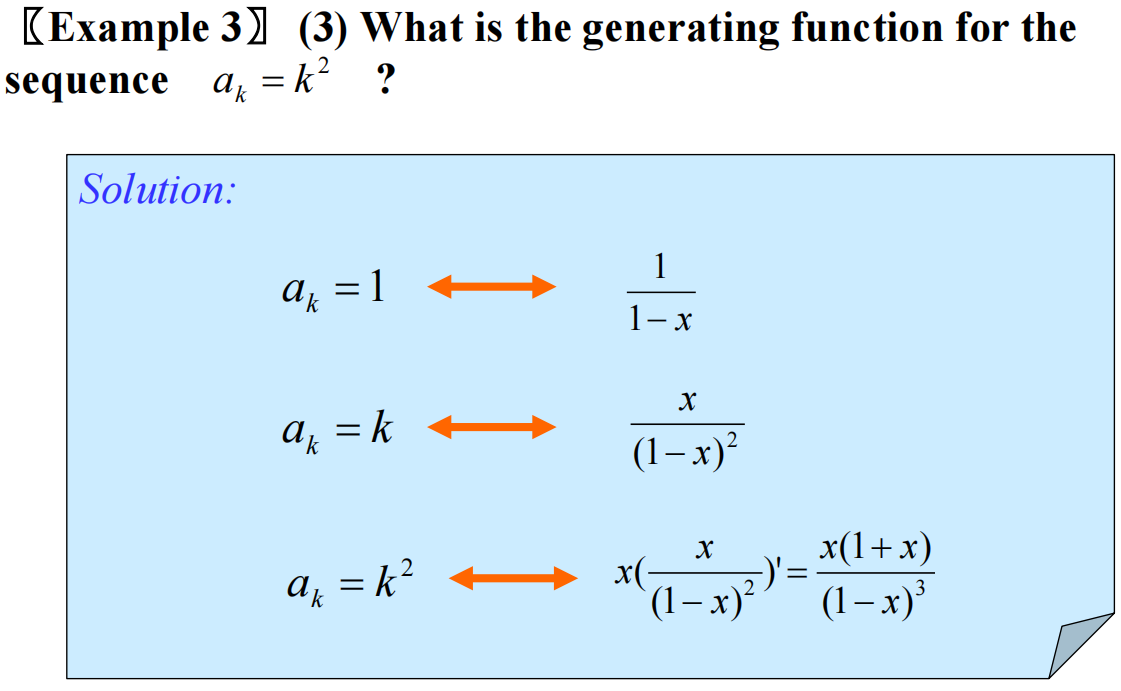 〖Example 3〗 (3) What is the generating function for the
sequence a_k = k^2 ?
Solution:
a_k = 1 ↔ \frac{1}{1-x}
a_k = k ↔ \frac{x}{(1-x)^2}
a_k = k^2 ↔ x(\frac{x}{(1-x)^2})' = \frac{x(1+x)}{(1-x)^3}